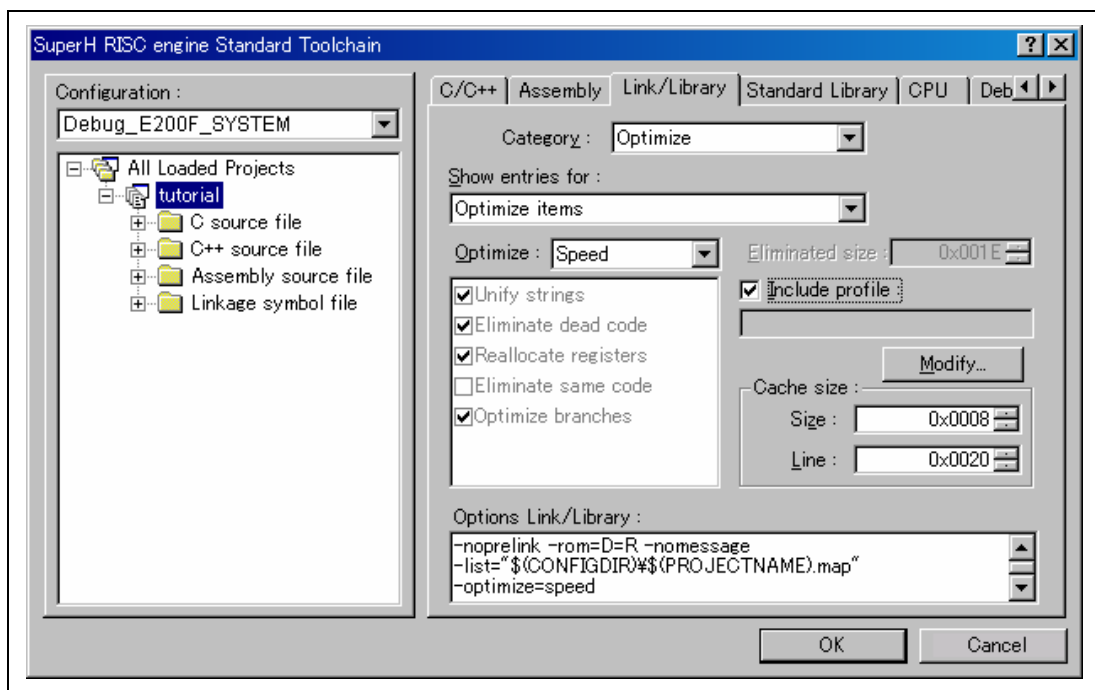 SuperH RISC engine Standard Toolchain
Configuration :
Debug_E200F_SYSTEM
All Loaded Projects
tutorial
C source file
C++ source file
Assembly source file
Linkage symbol file
C/C++ Assembly Link/Library Standard Library CPU Deb
Category : Optimize
Show entries for :
Optimize items
Optimize : Speed
Eliminated size : 0x001E
Unify strings
Eliminate dead code
Reallocate registers
Eliminate same code
Optimize branches
Include profile :
Modify...
Cache size :
Size : 0x0008
Line : 0x0020
Options Link/Library :
-noprelink -rom=D=R -nomessage
-list="$(CONFIGDIR)¥$(PROJECTNAME).map"
-optimize=speed
OK Cancel